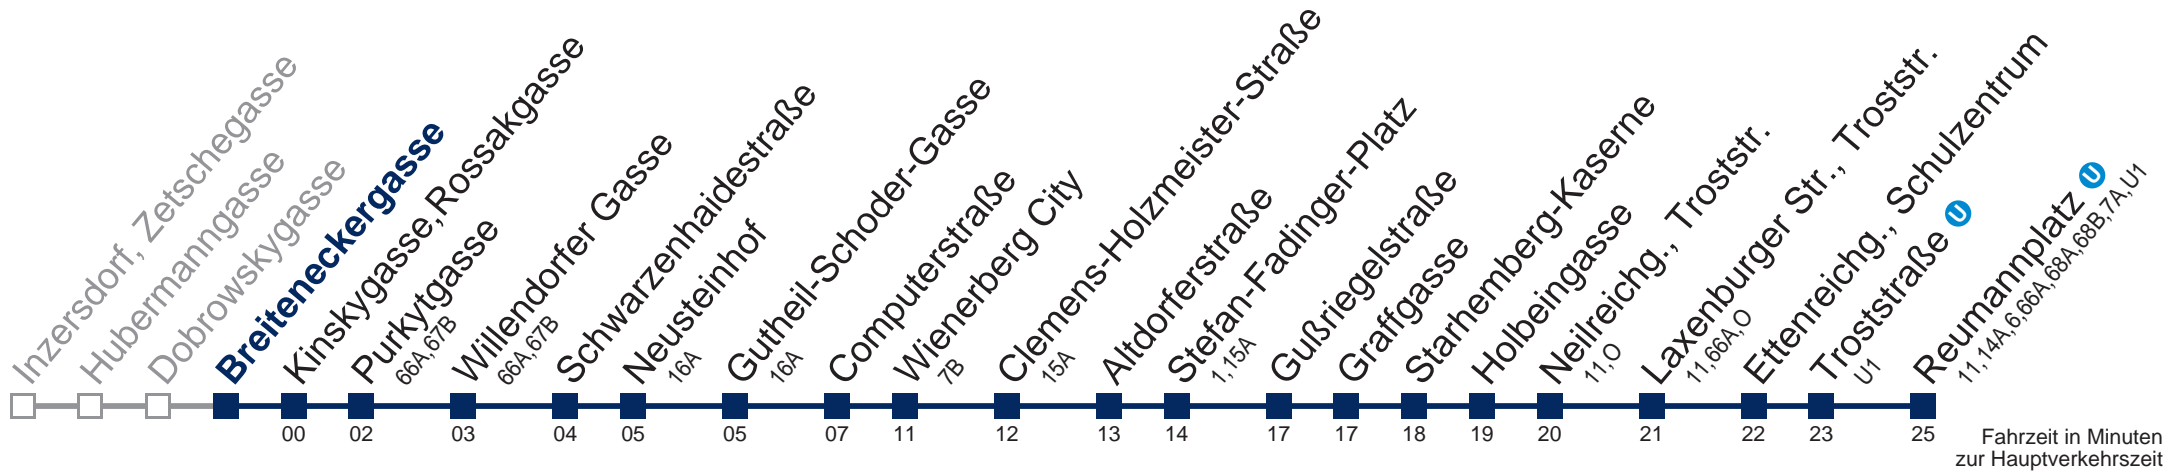 Inzersdorf, Zetschegasse
Hubermanngasse
Dobrowskygasse
Breiteneckergasse
Kinskygasse,Rossakgasse
00
Purkytgasse
66A,67B
02
Willendorfer Gasse
66A,67B
03
Schwarzenhaidestraße
04
Neusteinhof
16A
05
Gutheil-Schoder-Gasse
16A
05
Computerstraße
07
Wienerberg City
7B
11
Clemens-Holzmeister-Straße
15A
12
Altdorferstraße
13
Stefan-Fadinger-Platz
1,15A
14
Gußriegelstraße
17
Graffgasse
17
Starhemberg-Kaserne
18
Holbeingasse
19
Neilreichg., Troststr.
11,O
20
Laxenburger Str., Troststr.
11,66A,O
21
Ettenreichg., Schulzentrum
22
Troststraße U
U1
23
Reumannplatz U
11,14A,6,66A,68A,68B,7A,U1
25
Fahrzeit in Minuten
zur Hauptverkehrszeit